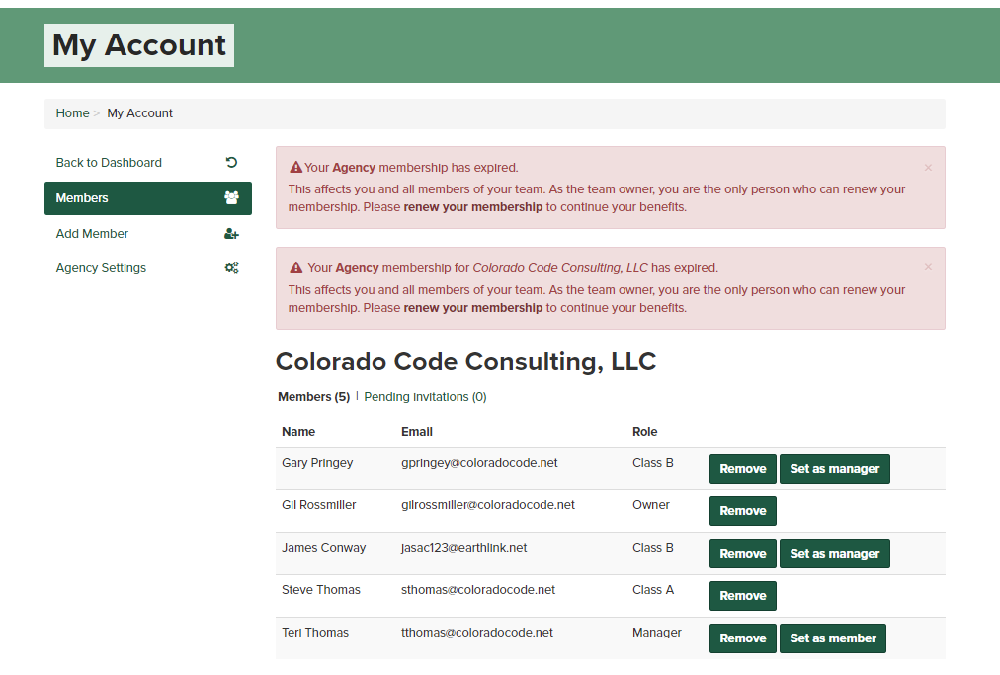 My Account
Home > My Account
Back to Dashboard
Members
Add Member
Agency Settings
Your Agency membership has expired.
×
This affects you and all members of your team. As the team owner, you are the only person who can renew your
membership. Please renew your membership to continue your benefits.
Your Agency membership for Colorado Code Consulting, LLC has expired.
×
This affects you and all members of your team. As the team owner, you are the only person who can renew your
membership. Please renew your membership to continue your benefits.
Colorado Code Consulting, LLC
Members (5) | Pending Invitations (0)
Name Email Role
Gary Pringey gpringey@coloradocode.net Class B Remove Set as manager
Gil Rossmiller gilrossmiller@coloradocode.net Owner Remove
James Conway jasac123@earthlink.net Class B Remove Set as manager
Steve Thomas sthomas@coloradocode.net Class A Remove
Teri Thomas tthomas@coloradocode.net Manager Remove Set as member